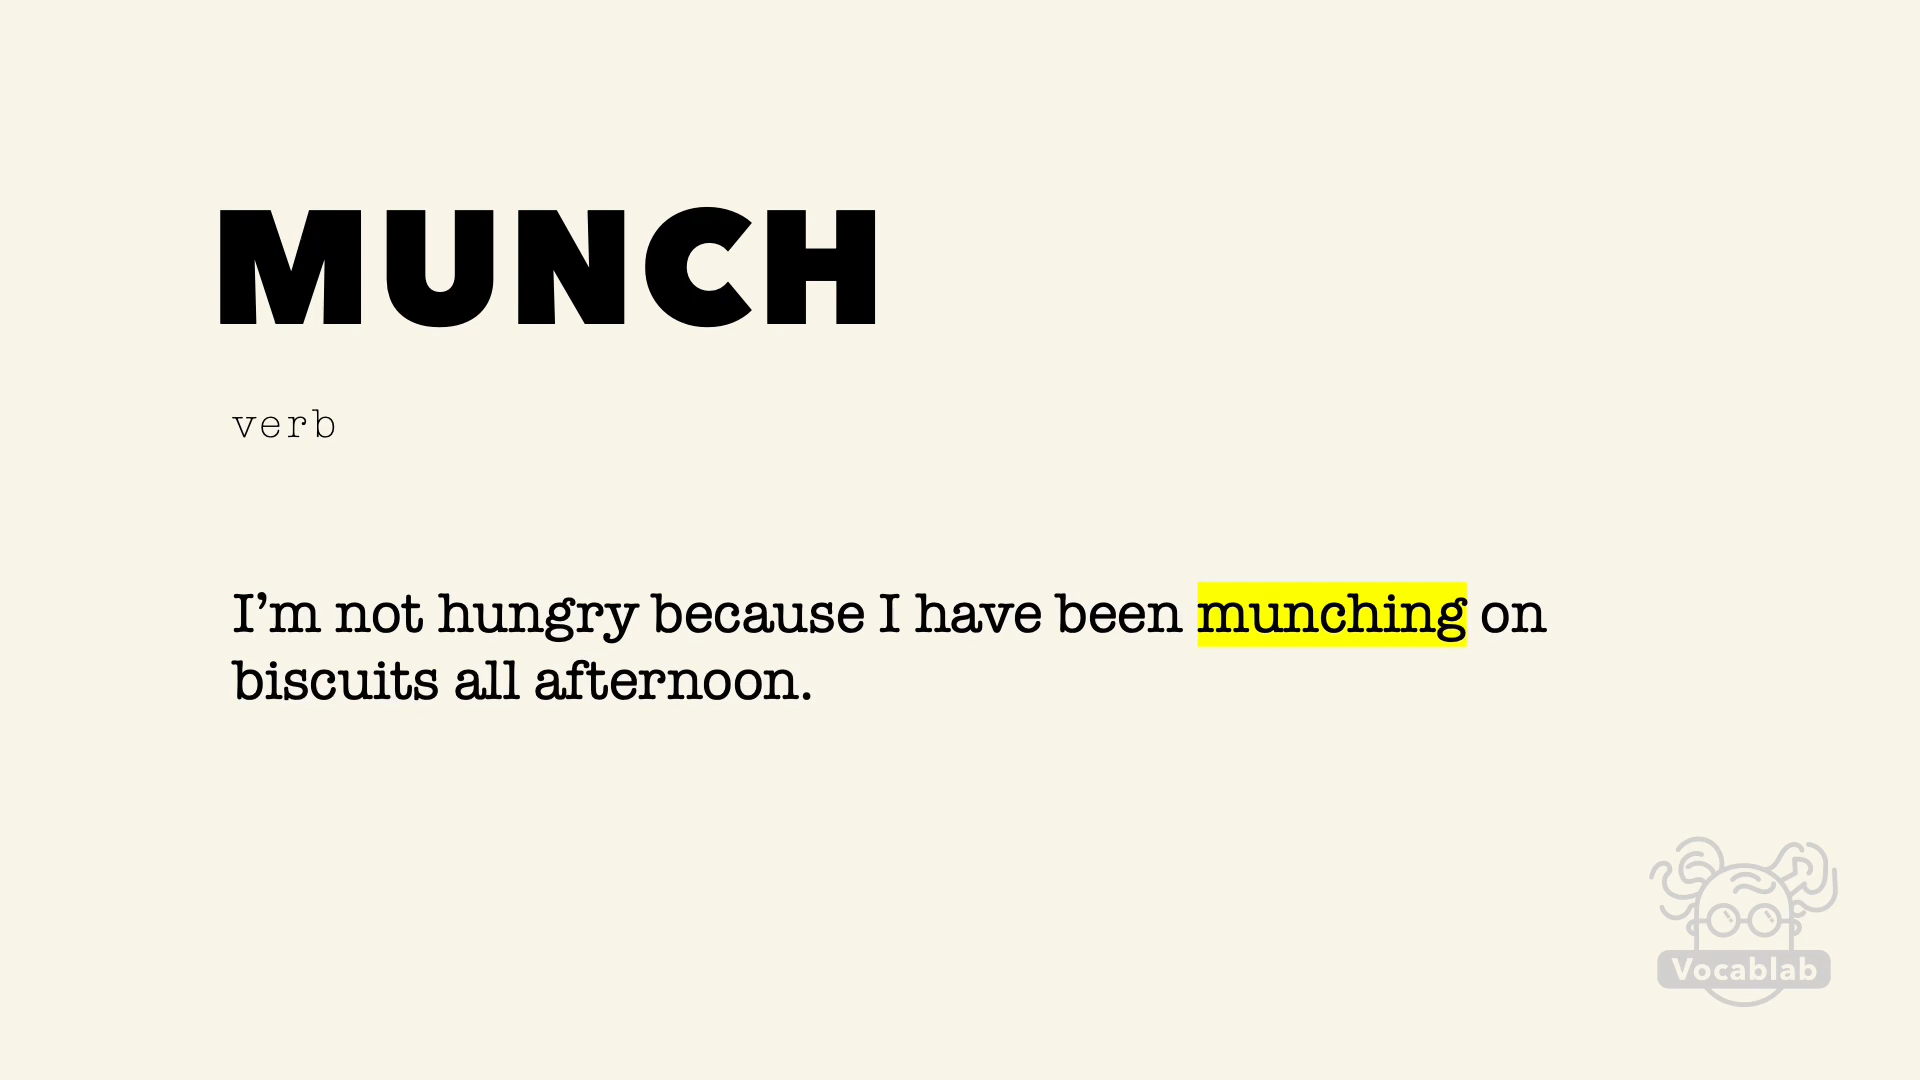 MUNCH
verb
I’m not hungry because I have been munching on
biscuits all afternoon.
Vocablab